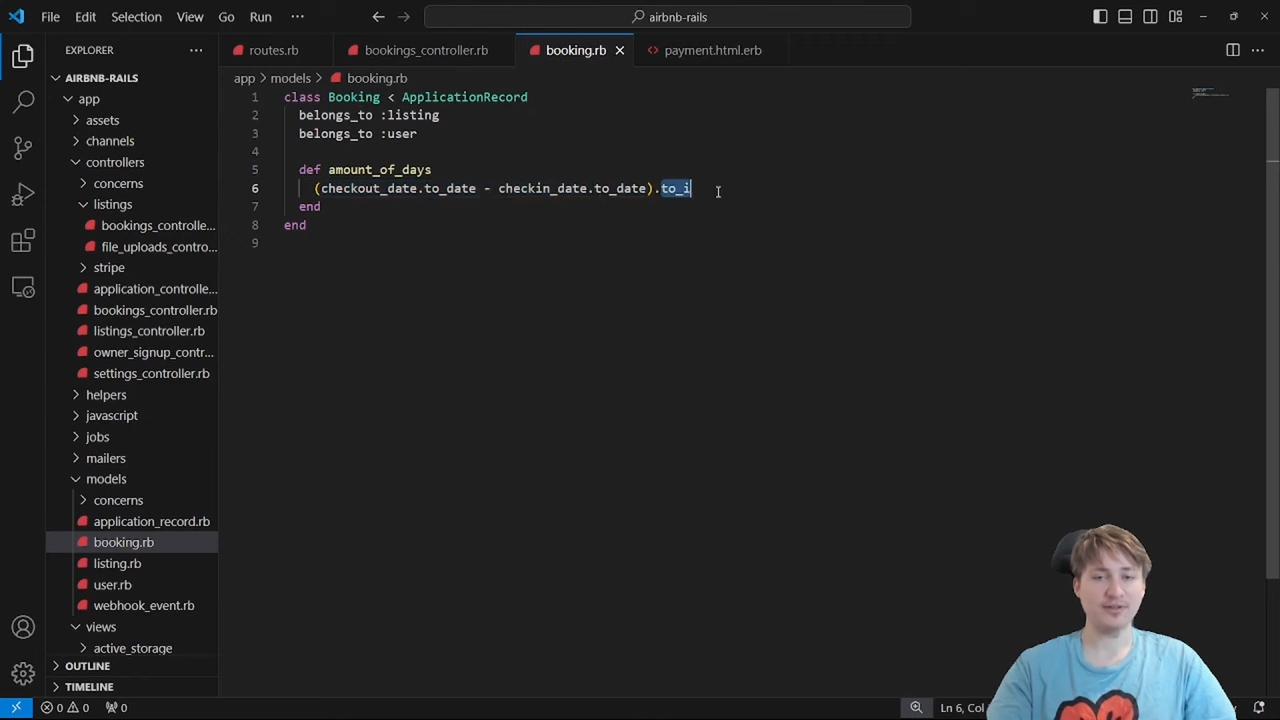 File Edit Selection View Go Run ··· airbnb-rails
EXPLORER ···
routes.rb bookings_controller.rb booking.rb payment.html.erb ···
AIRBNB-RAILS
app > models > booking.rb
app
assets
channels
controllers
concerns
listings
bookings_controlle...
file_uploads_contro...
stripe
application_controlle...
bookings_controller.rb
listings_controller.rb
owner_signup_contr...
settings_controller.rb
helpers
javascript
jobs
mailers
models
concerns
application_record.rb
booking.rb
listing.rb
user.rb
webhook_event.rb
views
active_storage
OUTLINE
TIMELINE
1 class Booking < ApplicationRecord
2 belongs_to :listing
3 belongs_to :user
4
5 def amount_of_days
6 (checkout_date.to_date - checkin_date.to_date).to_i
7 end
8 end
9
0 0 0 Ln 6, Co